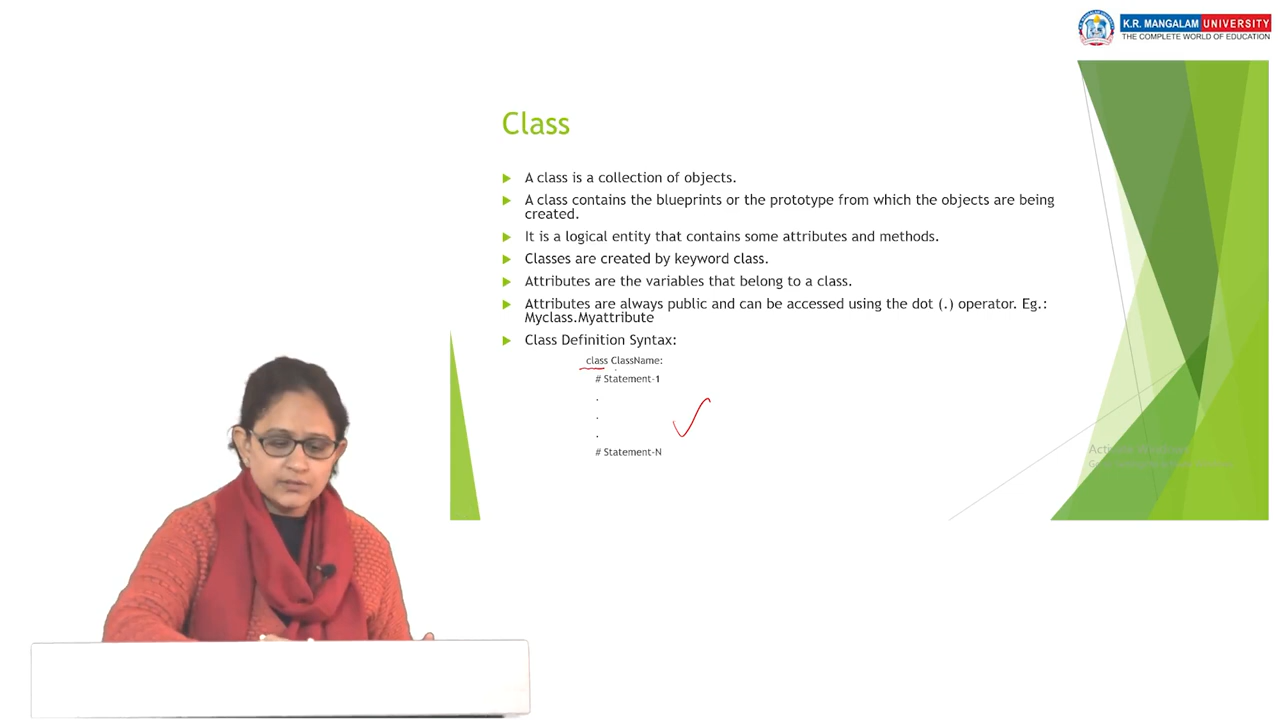 K.R. MANGALAM UNIVERSITY
THE COMPLETE WORLD OF EDUCATION
Class
A class is a collection of objects.
A class contains the blueprints or the prototype from which the objects are being
created.
It is a logical entity that contains some attributes and methods.
Classes are created by keyword class.
Attributes are the variables that belong to a class.
Attributes are always public and can be accessed using the dot (.) operator. Eg.:
Myclass.Myattribute
Class Definition Syntax:
class ClassName:
# Statement-1
.
.
.
# Statement-N